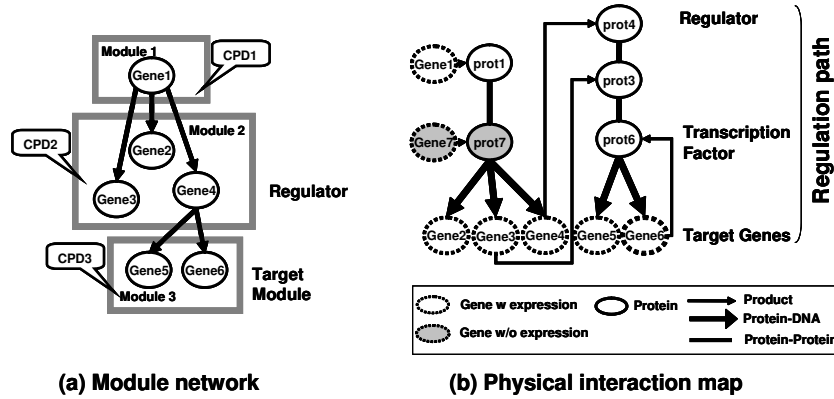 Module 1
CPD1
Gene1
Module 2
CPD2
Gene2
Gene3
Gene4
Regulator
CPD3
Gene5
Gene6
Module 3
Target
Module
(a) Module network
Regulator
prot4
Gene1
prot1
prot3
Gene7
prot7
prot6
Transcription
Factor
Gene2
Gene3
Gene4
Gene5
Gene6
Target Genes
Regulation path
Gene w expression
Protein
Product
Protein-DNA
Gene w/o expression
Protein-Protein
(b) Physical interaction map